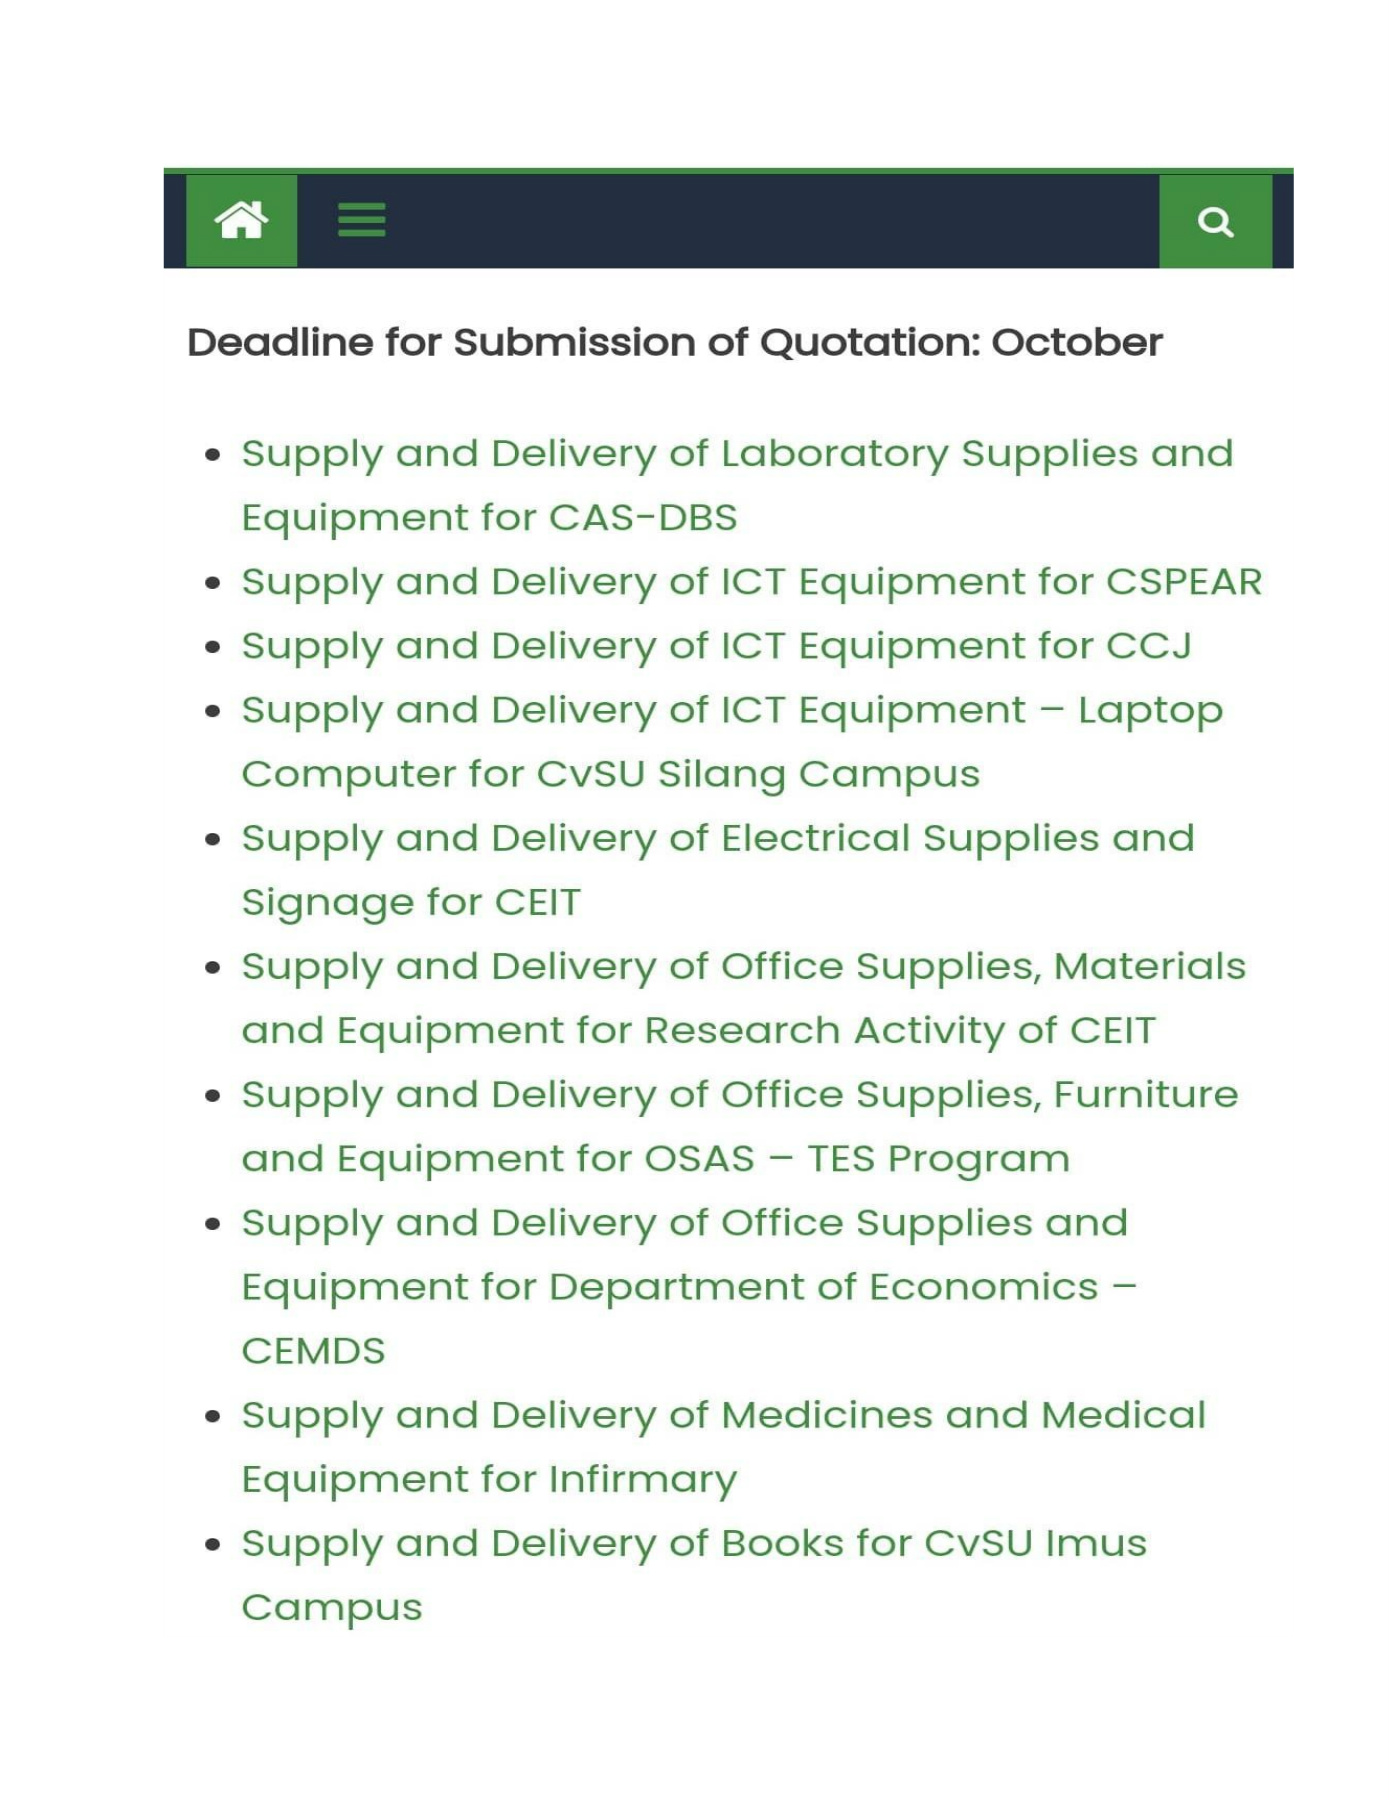 Deadline for Submission of Quotation: October
• Supply and Delivery of Laboratory Supplies and
Equipment for CAS-DBS
• Supply and Delivery of ICT Equipment for CSPEAR
• Supply and Delivery of ICT Equipment for CCJ
• Supply and Delivery of ICT Equipment – Laptop
Computer for CvSU Silang Campus
• Supply and Delivery of Electrical Supplies and
Signage for CEIT
• Supply and Delivery of Office Supplies, Materials
and Equipment for Research Activity of CEIT
• Supply and Delivery of Office Supplies, Furniture
and Equipment for OSAS – TES Program
• Supply and Delivery of Office Supplies and
Equipment for Department of Economics –
CEMDS
• Supply and Delivery of Medicines and Medical
Equipment for Infirmary
• Supply and Delivery of Books for CvSU Imus
Campus